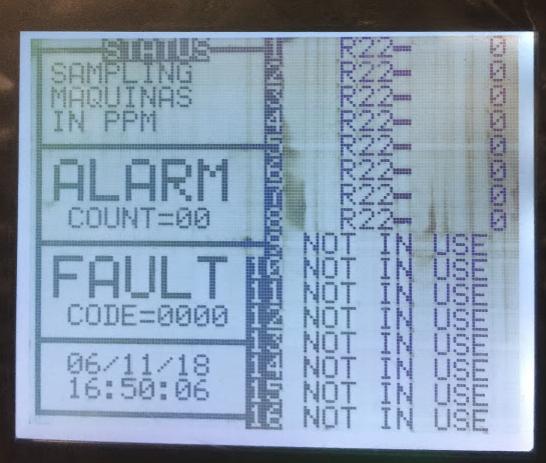 STATUS
SAMPLING
MAQUINAS
IN PPM
ALARM
COUNT=00
FAULT
CODE=0000
06/11/18
16:50:06
1 R22- 0
2 R22- 0
3 R22- 0
4 R22- 0
5 R22- 0
6 R22- 0
7 R22- 0
8 R22- 0
9 NOT IN USE
10 NOT IN USE
11 NOT IN USE
12 NOT IN USE
13 NOT IN USE
14 NOT IN USE
15 NOT IN USE
16 NOT IN USE